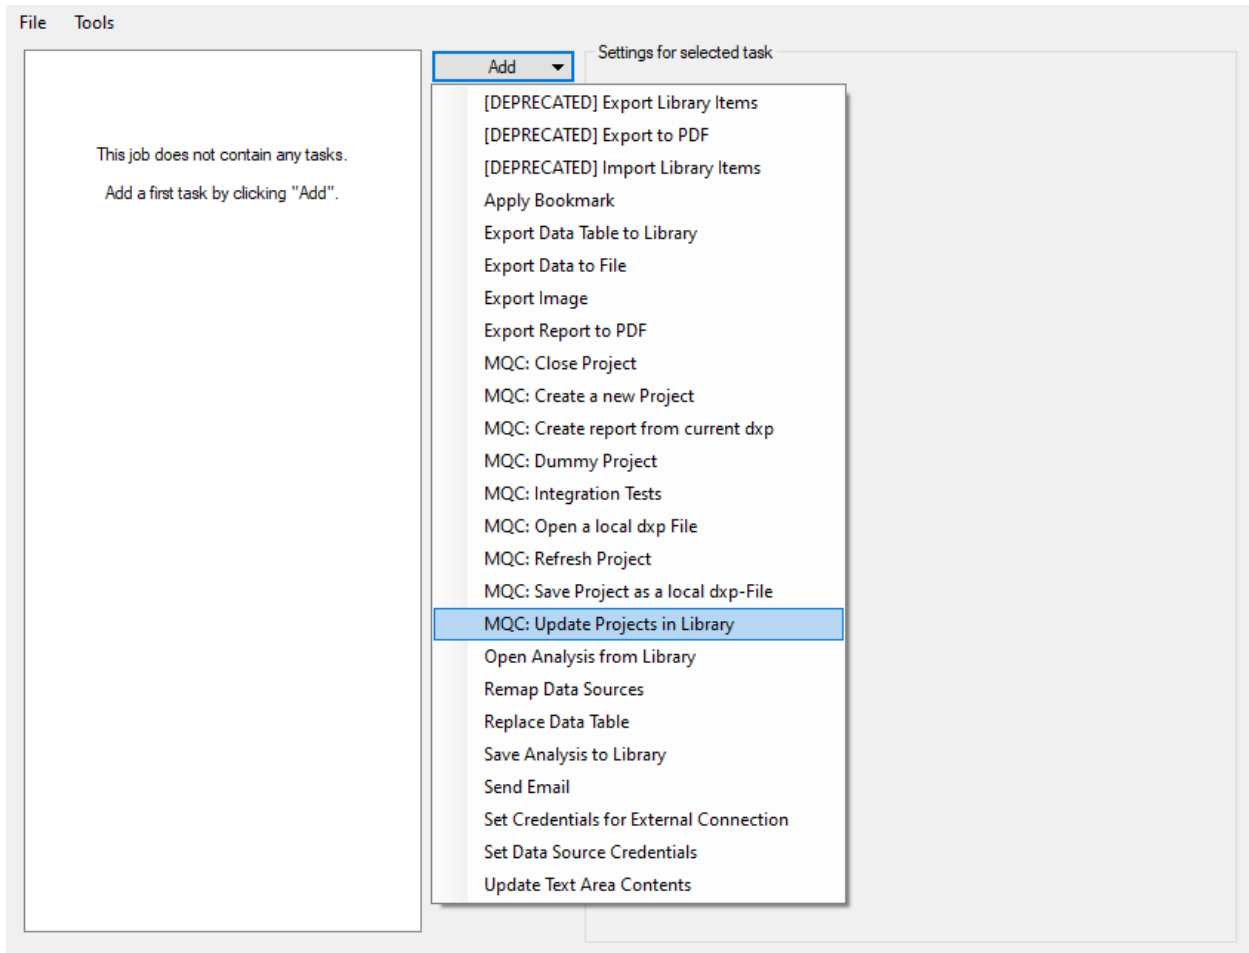 File Tools
Settings for selected task
Add
This job does not contain any tasks.
Add a first task by clicking "Add".
[DEPRECATED] Export Library Items
[DEPRECATED] Export to PDF
[DEPRECATED] Import Library Items
Apply Bookmark
Export Data Table to Library
Export Data to File
Export Image
Export Report to PDF
MQC: Close Project
MQC: Create a new Project
MQC: Create report from current dxp
MQC: Dummy Project
MQC: Integration Tests
MQC: Open a local dxp File
MQC: Refresh Project
MQC: Save Project as a local dxp-File
MQC: Update Projects in Library
Open Analysis from Library
Remap Data Sources
Replace Data Table
Save Analysis to Library
Send Email
Set Credentials for External Connection
Set Data Source Credentials
Update Text Area Contents